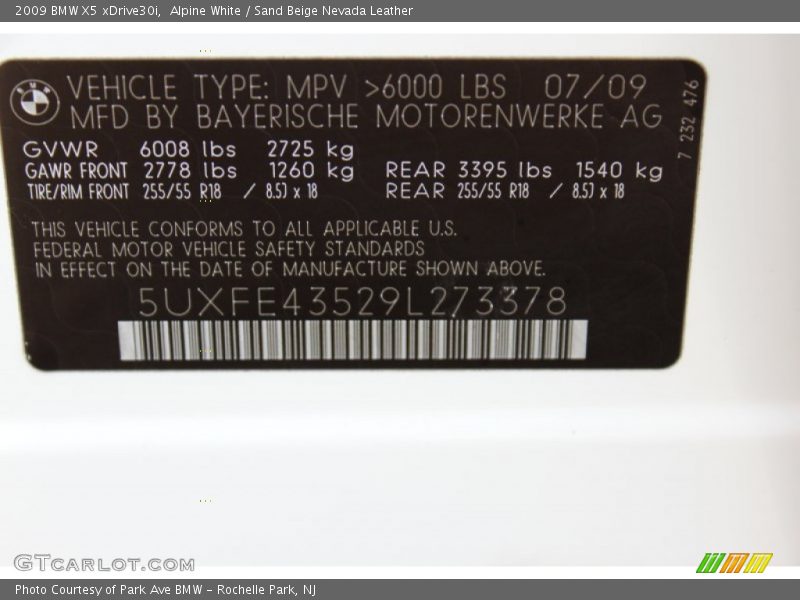 2009 BMW X5 xDrive30i,  Alpine White / Sand Beige Nevada Leather
BMW
VEHICLE TYPE: MPV >6000 LBS 07/09
MFD BY BAYERISCHE MOTORENWERKE AG
7 232 476
GVWR 6008 lbs 2725 kg
GAWR FRONT 2778 lbs 1260 kg REAR 3395 lbs 1540 kg
TIRE/RIM FRONT 255/55 R18 / 8.5J x 18 REAR 255/55 R18 / 8.5J x 18
THIS VEHICLE CONFORMS TO ALL APPLICABLE U.S.
FEDERAL MOTOR VEHICLE SAFETY STANDARDS
IN EFFECT ON THE DATE OF MANUFACTURE SHOWN ABOVE.
5UXFE43529L273378
GTCARLOT.COM
Photo Courtesy of Park Ave BMW - Rochelle Park, NJ